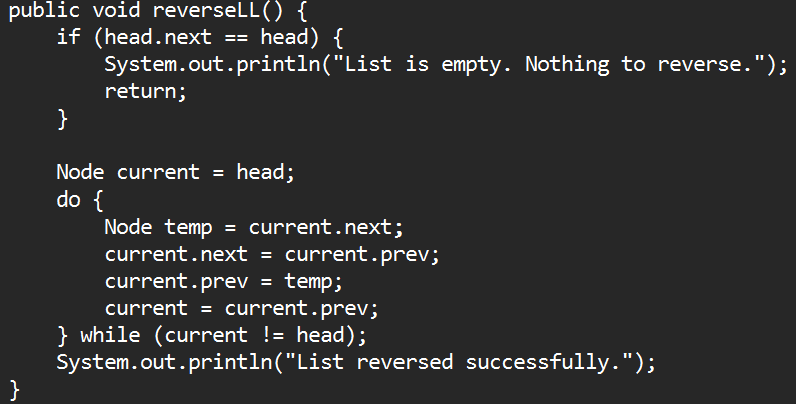 public void reverseLL() {
    if (head.next == head) {
        System.out.println("List is empty. Nothing to reverse.");
        return;
    }

    Node current = head;
    do {
        Node temp = current.next;
        current.next = current.prev;
        current.prev = temp;
        current = current.prev;
    } while (current != head);
    System.out.println("List reversed successfully.");
}